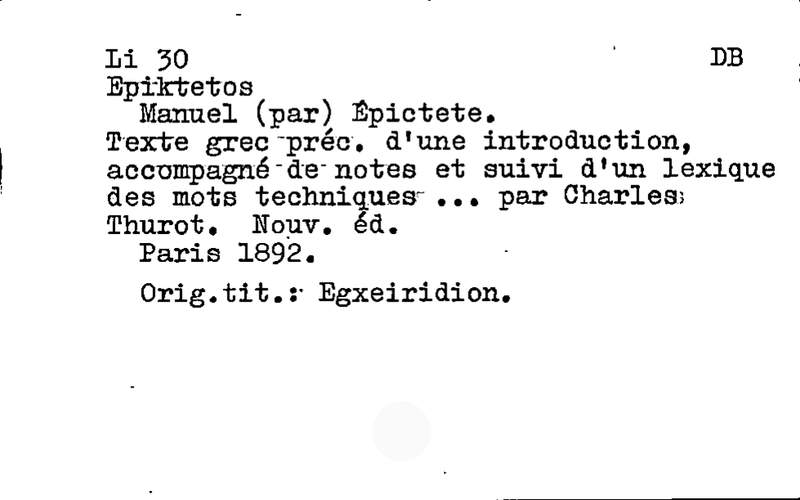 Li 30 DB
Epiktetos
Manuel (par) Épictete.
Texte grec préc. d'une introduction,
accompagné de notes et suivi d'un lexique
des mots techniques ... par Charles
Thurot. Nouv. éd.
Paris 1892.
Orig.tit.: Egxeiridion.